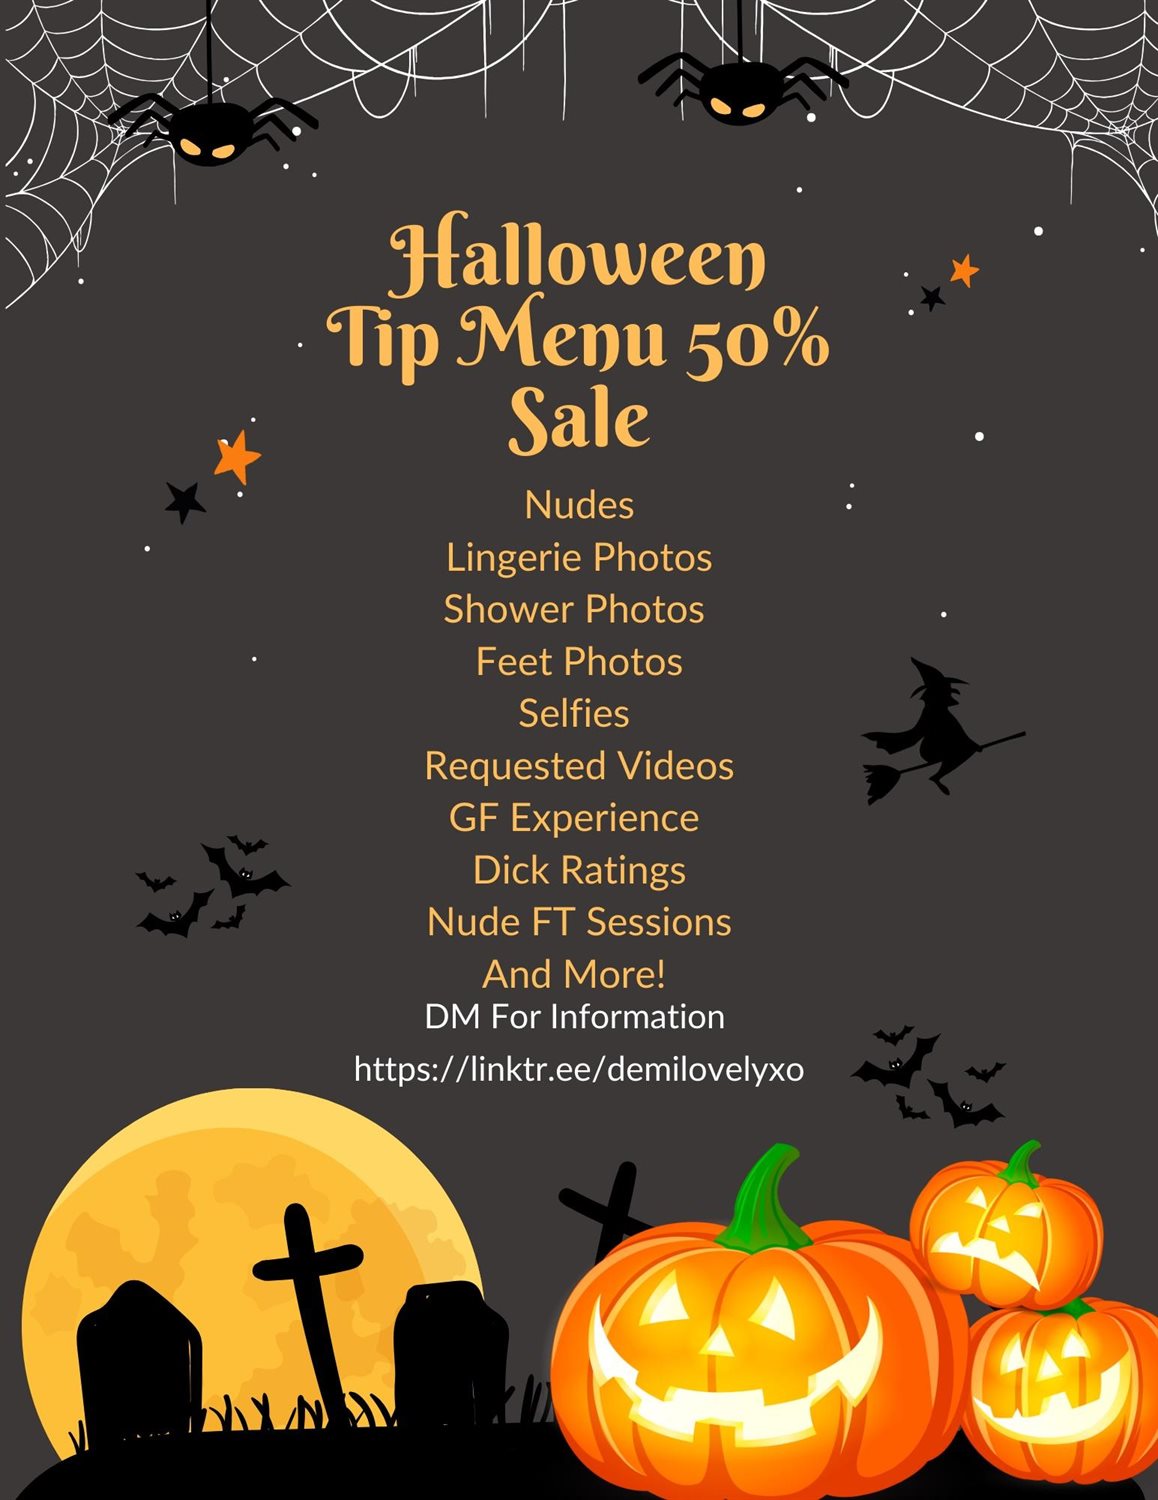 Halloween
Tip Menu 50%
Sale
Nudes
Lingerie Photos
Shower Photos
Feet Photos
Selfies
Requested Videos
GF Experience
Dick Ratings
Nude FT Sessions
And More!
DM For Information
https://linktr.ee/demilovelyxo